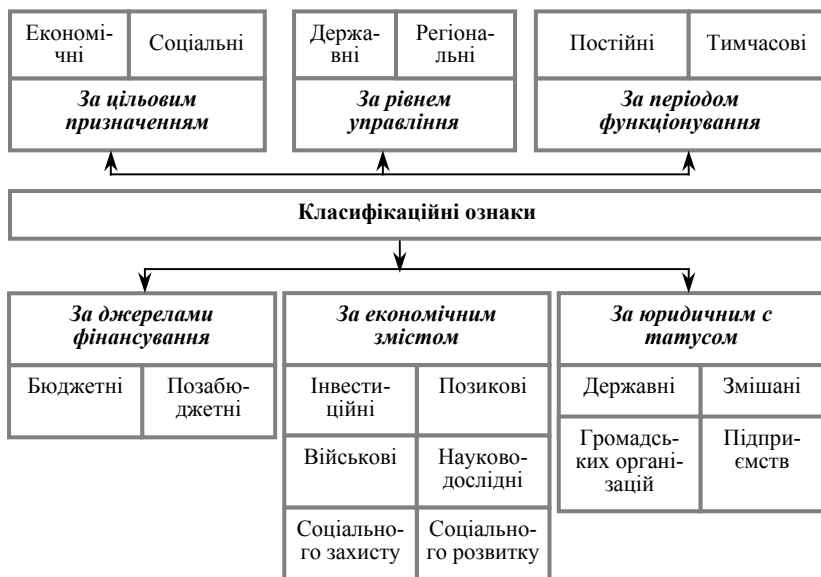 Економі-
чні
Соціальні
За цільовим
призначенням
Держа-
вні
Регіона-
льні
За рівнем
управління
Постійні
Тимчасові
За періодом
функціонування
Класифікаційні ознаки
За джерелами
фінансування
Бюджетні
Позабю-
джетні
За економічним
змістом
Інвести-
ційні
Позикові
Військові
Науково-
дослідні
Соціально-
го захисту
Соціально-
го розвитку
За юридичним с
татусом
Державні
Змішані
Громадсь-
ких органі-
зацій
Підпри-
ємств